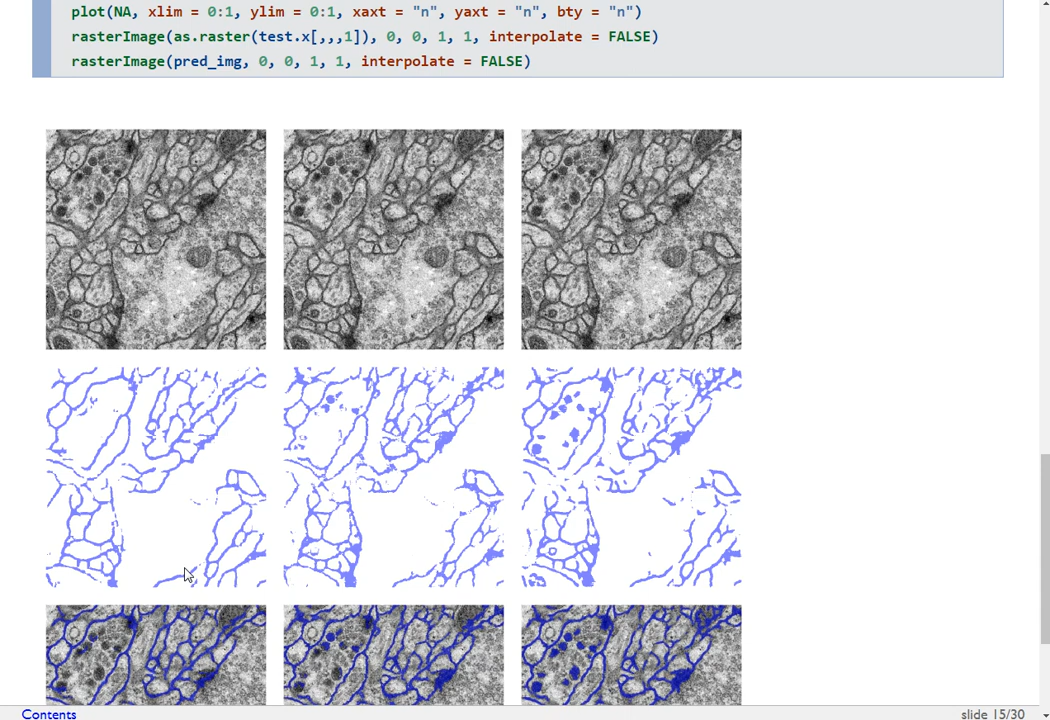 plot(NA, xlim = 0:1, ylim = 0:1, xaxt = "n", yaxt = "n", bty = "n")
rasterImage(as.raster(test.x[,,,1]), 0, 0, 1, 1, interpolate = FALSE)
rasterImage(pred_img, 0, 0, 1, 1, interpolate = FALSE)
Contents
slide 15/30